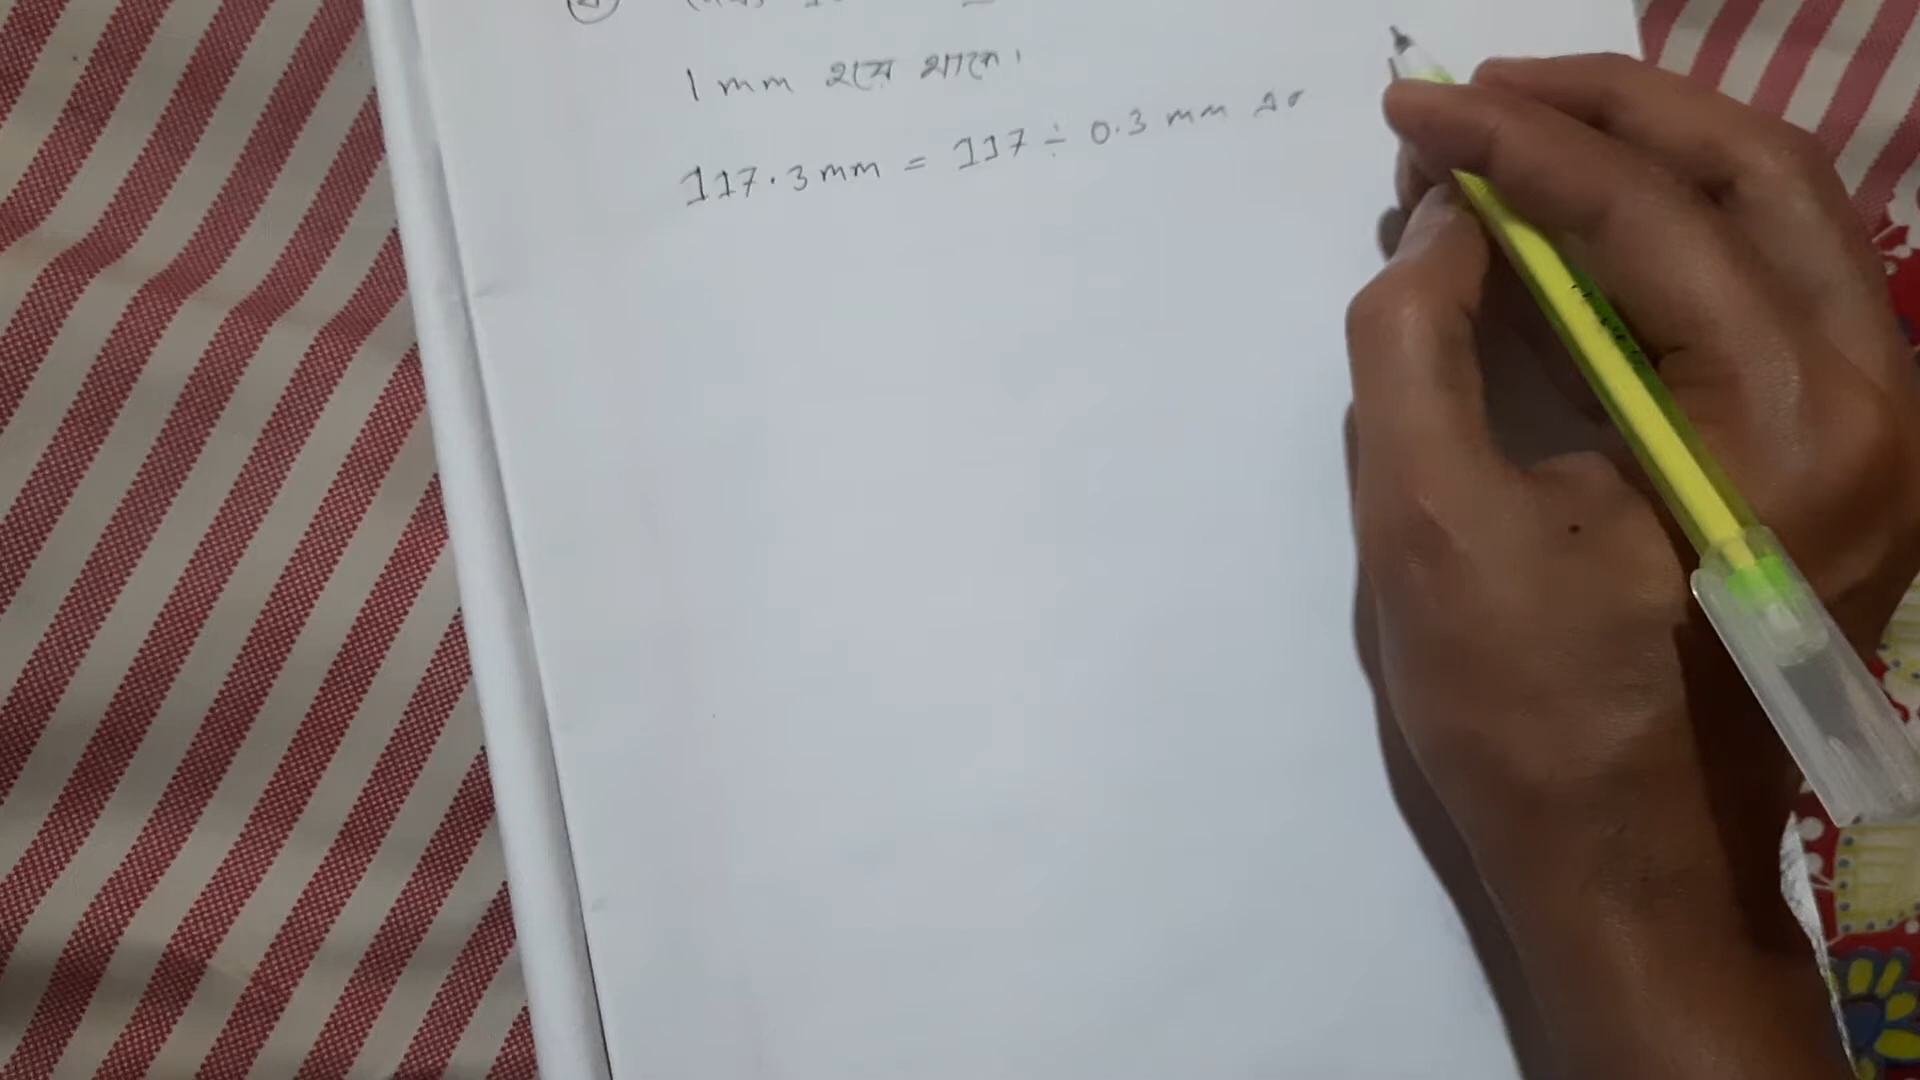 1 mm হয়ে থাকে।
117.3 mm = 117 ÷ 0.3 mm এর